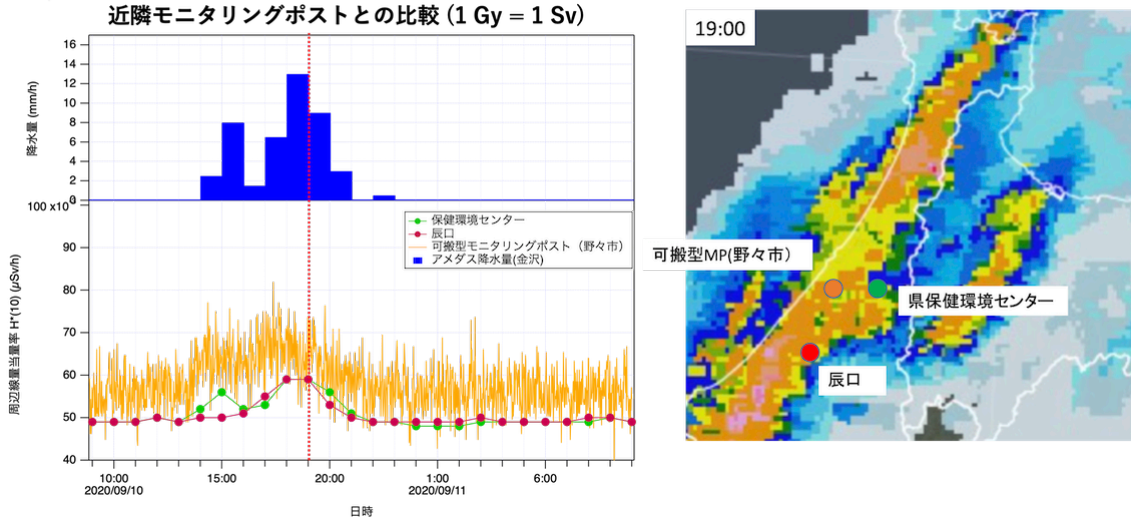 近隣モニタリングポストとの比較 (1 Gy = 1 Sv)
降水量 (mm/h)
16
14
12
10
8
6
4
2
0
保健環境センター
辰口
可搬型モニタリングポスト（野々市）
アメダス降水量(金沢)
周辺線量当量率 H*(10) (μSv/h)
100 x10
90
80
70
60
50
40
10:00
2020/09/10
15:00
20:00
1:00
2020/09/11
6:00
日時
19:00
可搬型MP(野々市）
県保健環境センター
辰口